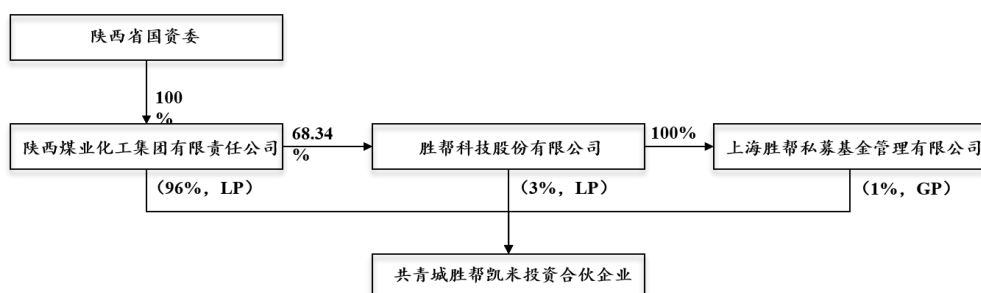 陕西省国资委
100
%
陕西煤业化工集团有限责任公司
68.34
%
胜帮科技股份有限公司
100%
上海胜帮私募基金管理有限公司
（96%，LP）
（3%，LP）
（1%，GP）
共青城胜帮凯米投资合伙企业